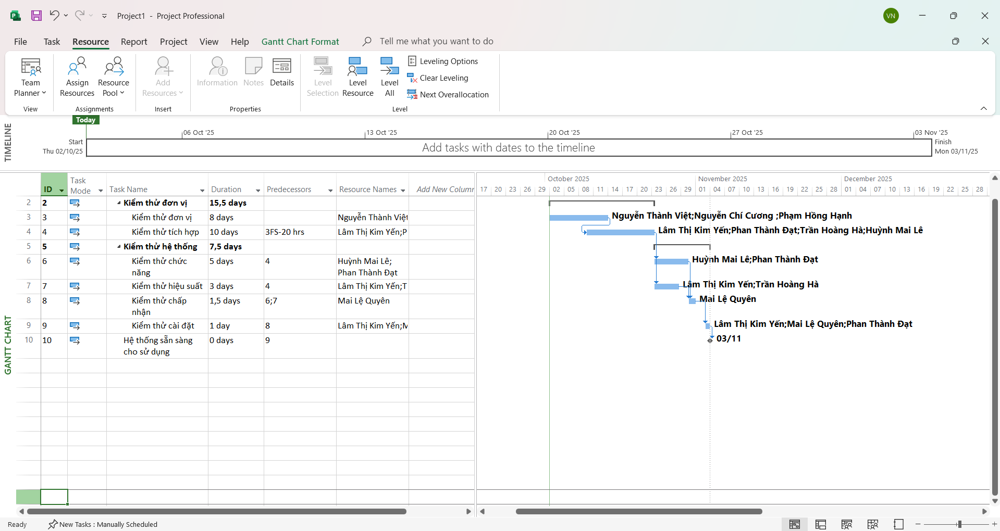 Project1 - Project Professional
VN
File Task Resource Report Project View Help Gantt Chart Format Tell me what you want to do
Team Planner
Assign Resources
Resource Pool
Add Resources
Information
Notes
Details
Level Selection
Level Resource
Level All
Leveling Options
Clear Leveling
Next Overallocation
View
Assignments
Insert
Properties
Level
TIMELINE
Today
06 Oct '25
13 Oct '25
20 Oct '25
27 Oct '25
03 Nov '25
Start
Thu 02/10/25
Add tasks with dates to the timeline
Finish
Mon 03/11/25
GANTT CHART
ID Task Mode Task Name Duration Predecessors Resource Names Add New Column
2 2 Kiểm thử đơn vị 15,5 days
3 3 Kiểm thử đơn vị 8 days Nguyễn Thành Việt
4 4 Kiểm thử tích hợp 10 days 3FS-20 hrs Lâm Thị Kim Yến;P
5 5 Kiểm thử hệ thống 7,5 days
6 6 Kiểm thử chức năng 5 days 4 Huỳnh Mai Lê; Phan Thành Đạt
7 7 Kiểm thử hiệu suất 3 days 4 Lâm Thị Kim Yến;T
8 8 Kiểm thử chấp nhận 1,5 days 6;7 Mai Lệ Quyên
9 9 Kiểm thử cài đặt 1 day 8 Lâm Thị Kim Yến;M
10 10 Hệ thống sẵn sàng cho sử dụng 0 days 9
October 2025 November 2025 December 2025
17 20 23 26 29 02 05 08 11 14 17 20 23 26 29 01 04 07 10 13 16 19 22 25 28 01 04 07 10 13 16 19 22 25 28
Nguyễn Thành Việt;Nguyễn Chí Cương ;Phạm Hồng Hạnh
Lâm Thị Kim Yến;Phan Thành Đạt;Trần Hoàng Hà;Huỳnh Mai Lê
Huỳnh Mai Lê;Phan Thành Đạt
Lâm Thị Kim Yến;Trần Hoàng Hà
Mai Lệ Quyên
Lâm Thị Kim Yến;Mai Lệ Quyên;Phan Thành Đạt
03/11
Ready
New Tasks : Manually Scheduled